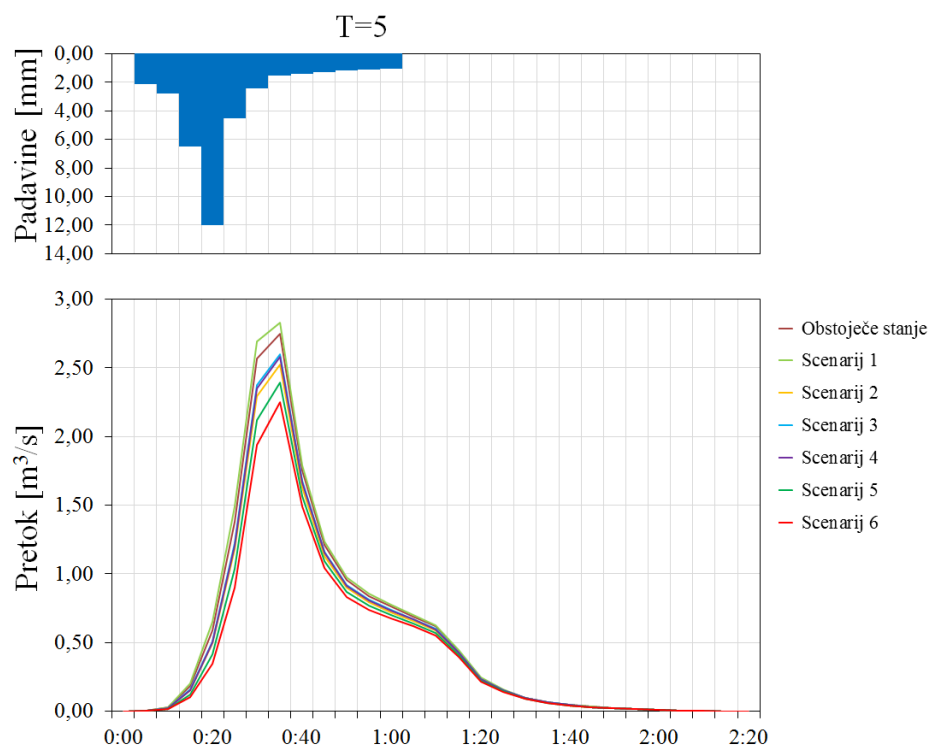 T=5
Padavine [mm]
0,00
2,00
4,00
6,00
8,00
10,00
12,00
14,00
Pretok [m³/s]
3,00
2,50
2,00
1,50
1,00
0,50
0,00
0:00 0:20 0:40 1:00 1:20 1:40 2:00 2:20
Obstoječe stanje
Scenarij 1
Scenarij 2
Scenarij 3
Scenarij 4
Scenarij 5
Scenarij 6